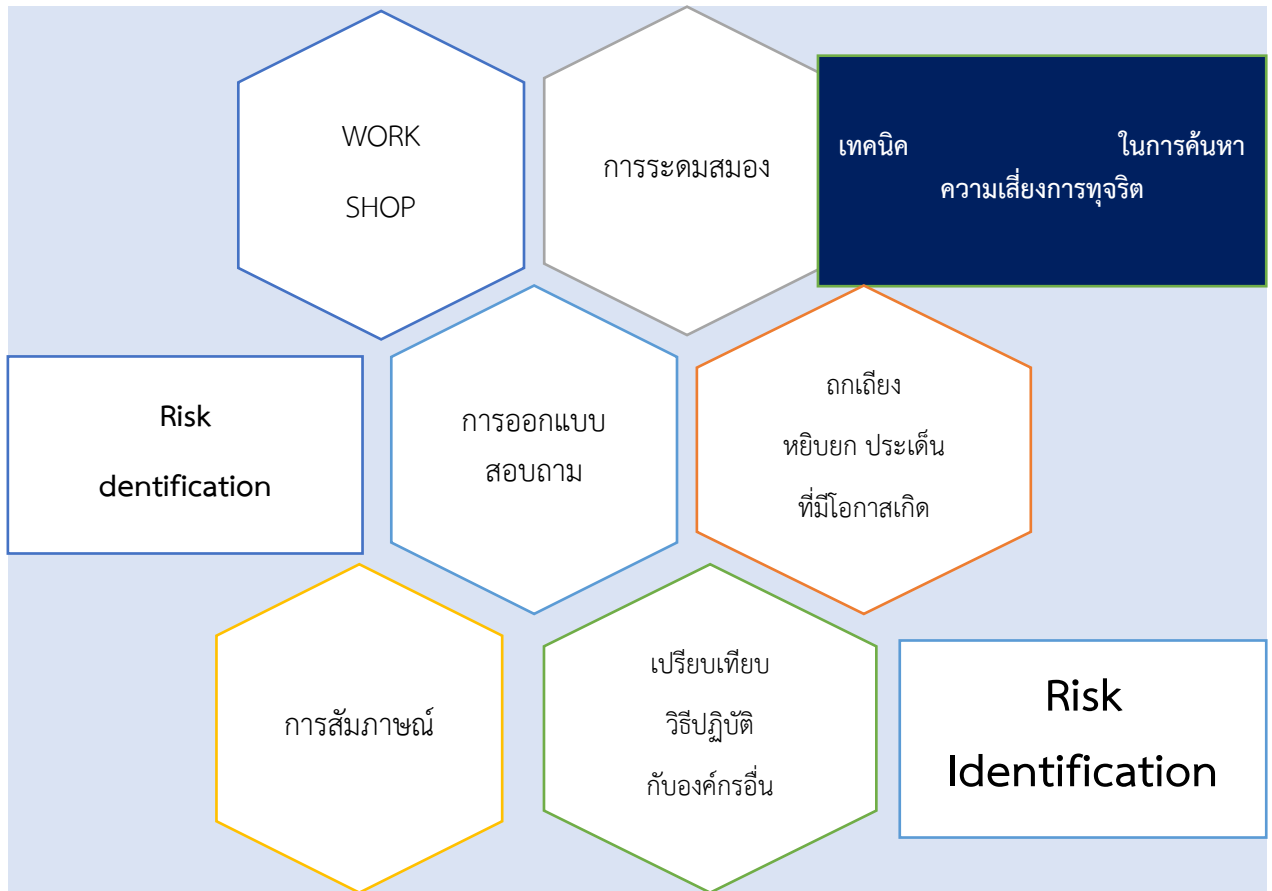 WORK
SHOP
การระดมสมอง
เทคนิค ในการค้นหา
ความเสี่ยงการทุจริต
Risk
dentification
การออกแบบ
สอบถาม
ถกเถียง
หยิบยก ประเด็น
ที่มีโอกาสเกิด
การสัมภาษณ์
เปรียบเทียบ
วิธีปฏิบัติ
กับองค์กรอื่น
Risk
Identification